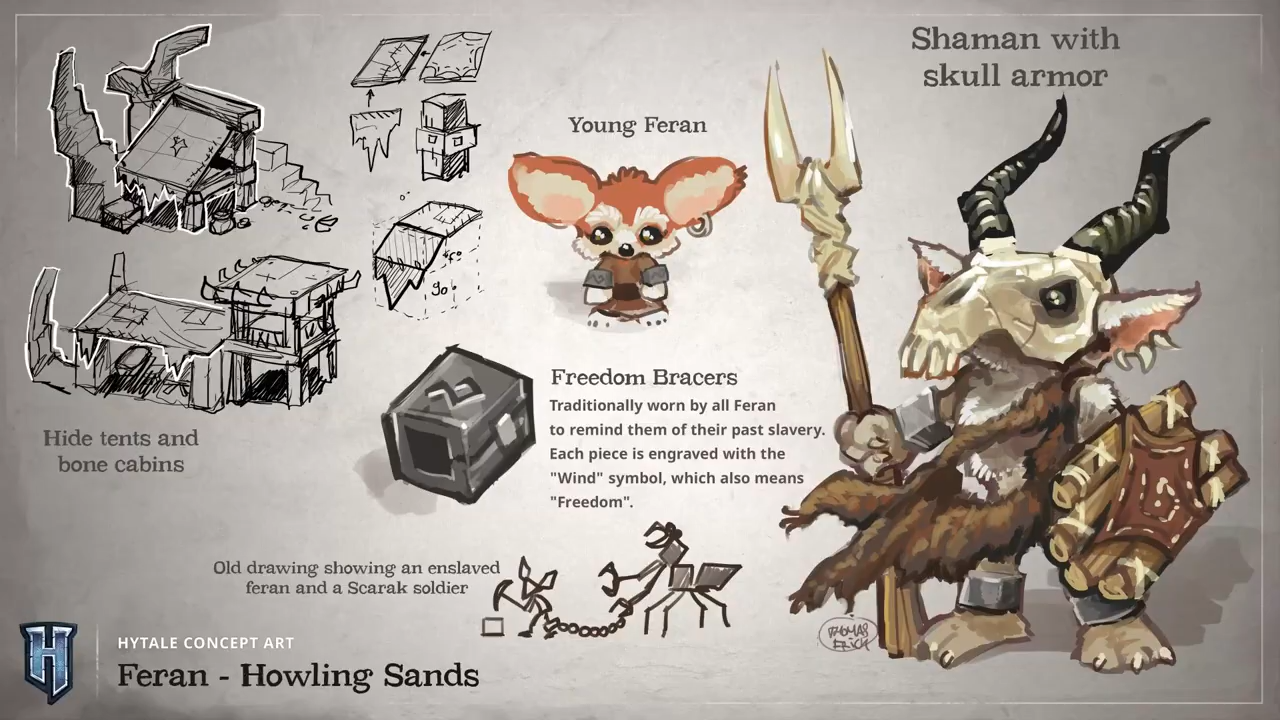 Shaman with
skull armor
Young Feran
Freedom Bracers
Traditionally worn by all Feran
to remind them of their past slavery.
Each piece is engraved with the
"Wind" symbol, which also means
"Freedom".
Hide tents and
bone cabins
Old drawing showing an enslaved
feran and a Scarak soldier
HYTALE CONCEPT ART
Feran - Howling Sands
H
THOMAS
FRICK